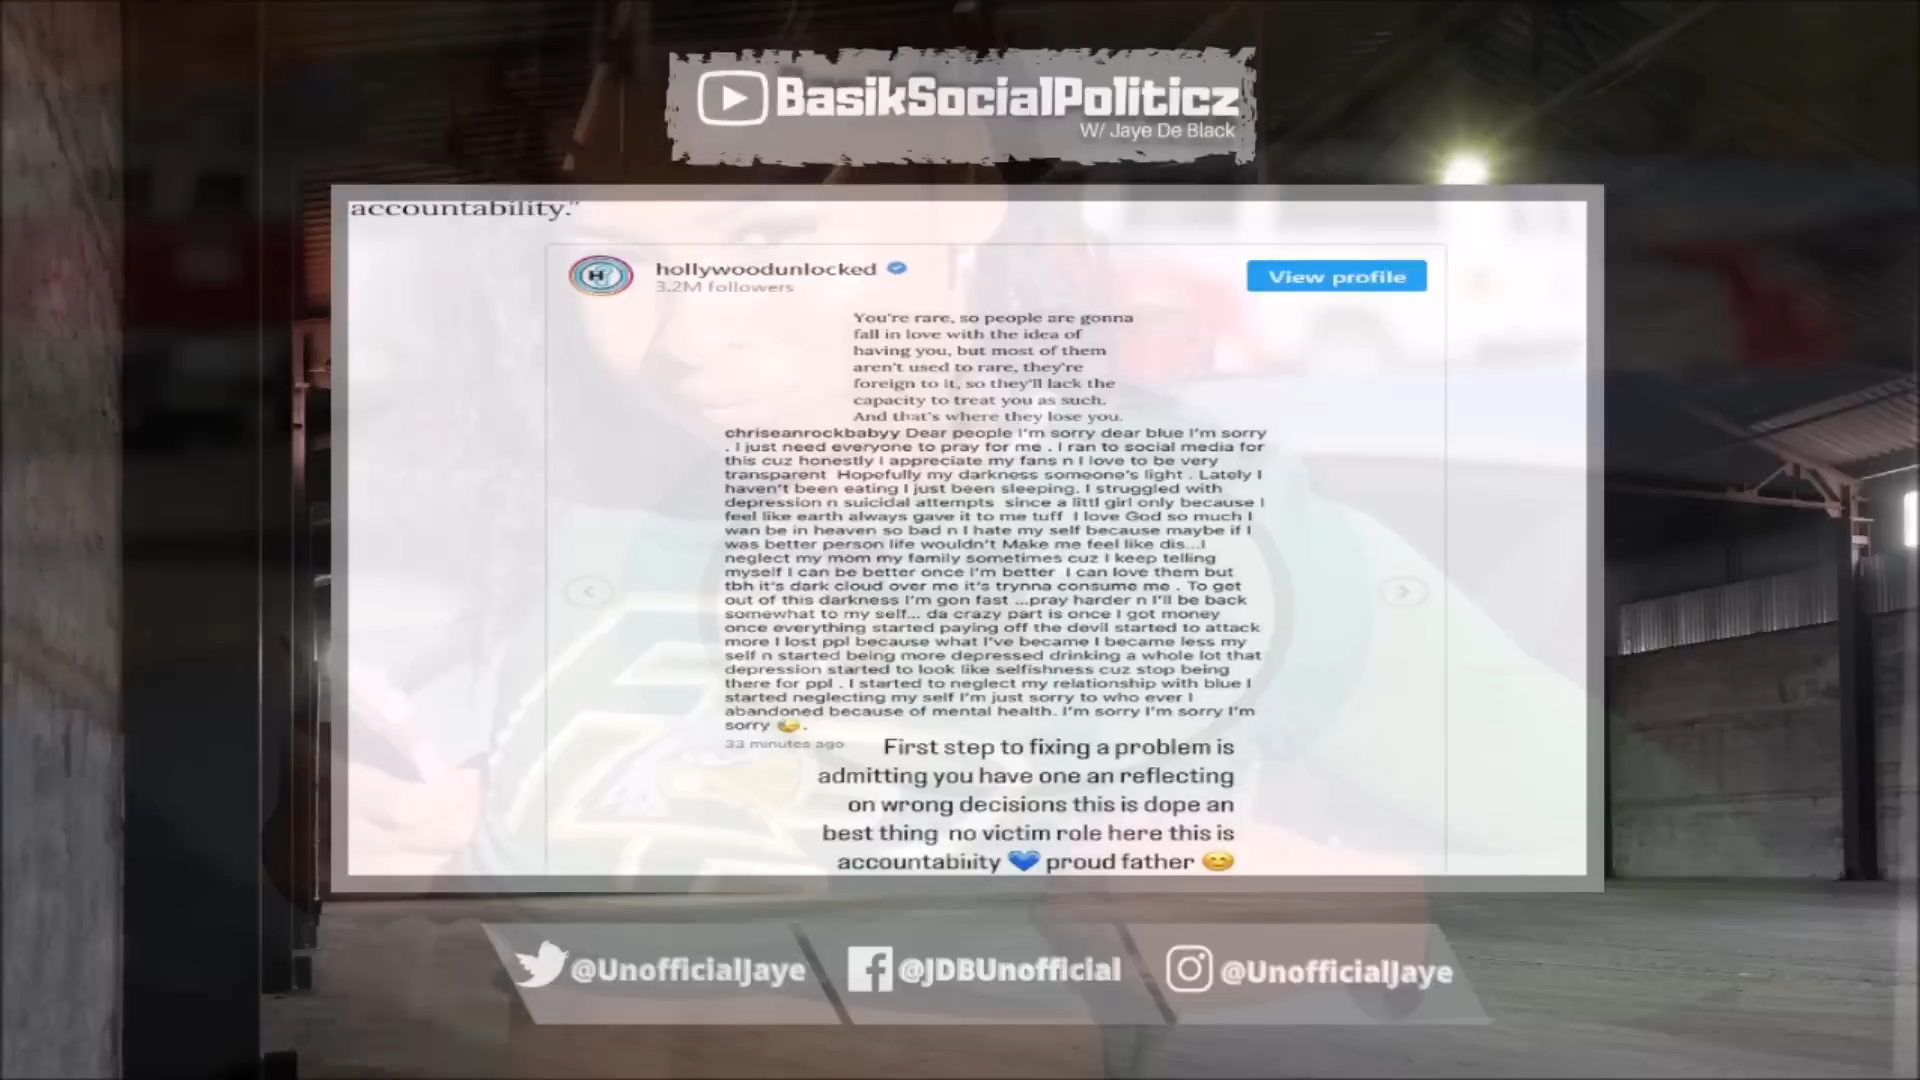 BasikSocialPoliticz
W/ Jaye De Black
accountability."
hollywoodunlocked
3.2M followers
View profile
You're rare, so people are gonna
fall in love with the idea of
having you, but most of them
aren't used to rare, they're
foreign to it, so they'll lack the
capacity to treat you as such.
And that's where they lose you.
chriseanrockbabyy Dear people I'm sorry dear blue I'm sorry
. I just need everyone to pray for me . I ran to social media for
this cuz honestly I appreciate my fans n I love to be very
transparent Hopefully my darkness someone's light . Lately I
haven't been eating I just been sleeping. I struggled with
depression n suicidal attempts since a littl girl only because I
feel like earth always gave it to me tuff I love God so much I
wan be in heaven so bad n I hate my self because maybe if I
was better person life wouldn't Make me feel like dis...I
neglect my mom my family sometimes cuz I keep telling
myself I can be better once I'm better I can love them but
tbh it's dark cloud over me it's trynna consume me . To get
out of this darkness I'm gon fast ...pray harder n I'll be back
somewhat to my self... da crazy part is once I got money
once everything started paying off the devil started to attack
more I lost ppl because what I've became I became less my
self n started being more depressed drinking a whole lot that
depression started to look like selfishness cuz stop being
there for ppl . I started to neglect my relationship with blue I
started neglecting my self I'm just sorry to who ever I
abandoned because of mental health. I'm sorry I'm sorry I'm
sorry 😢.
33 minutes ago
First step to fixing a problem is
admitting you have one an reflecting
on wrong decisions this is dope an
best thing no victim role here this is
accountability 💙 proud father 😊
@UnofficialJaye
@JDBUnofficial
@UnofficialJaye